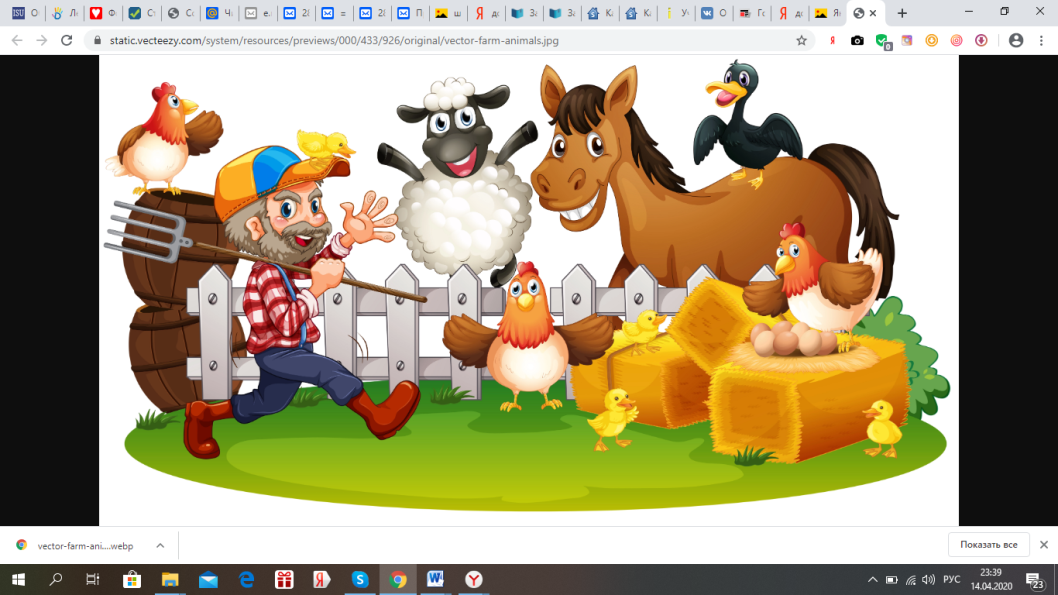 static.vecteezy.com/system/resources/previews/000/433/926/original/vector-farm-animals.jpg
vector-farm-ani....webp
Показать все
РУС
23:39
14.04.2020
23